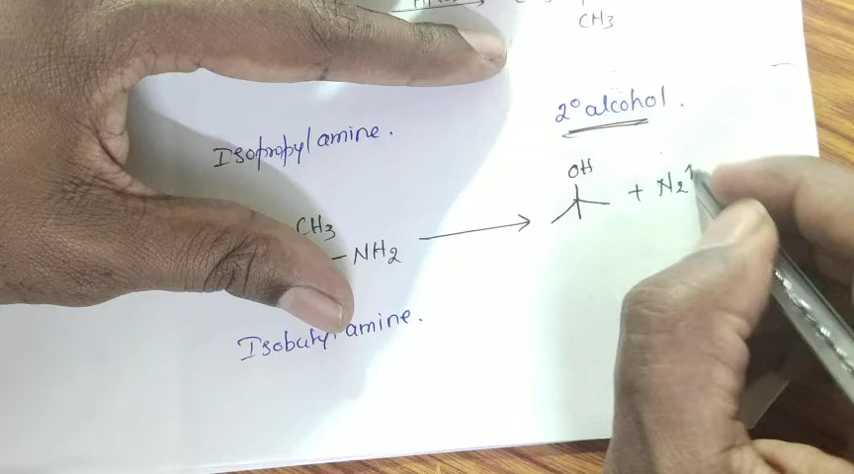 CH3
2° alcohol.
Isopropylamine.
OH
+ N2↑
CH3
-NH2
Isobutylamine.